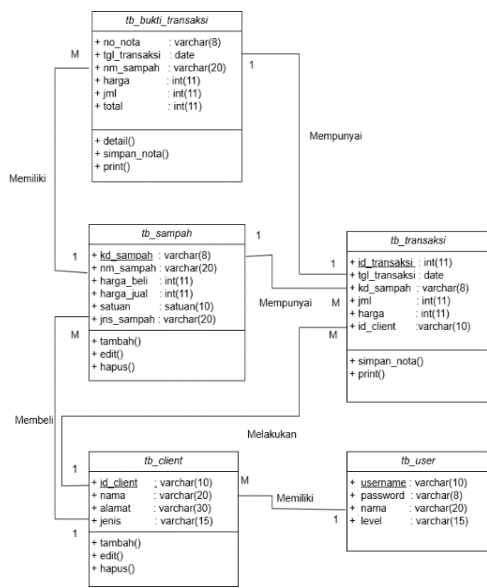 tb_bukti_transaksi
+ no_nota : varchar(8)
+ tgl_transaksi : date
+ nm_sampah : varchar(20)
+ harga : int(11)
+ jml : int(11)
+ total : int(11)
+ detail()
+ simpan_nota()
+ print()
M
1
Mempunyai
Memiliki
tb_sampah
+ kd_sampah : varchar(8)
+ nm_sampah : varchar(20)
+ harga_beli : int(11)
+ harga_jual : int(11)
+ satuan : satuan(10)
+ jns_sampah : varchar(20)
+ tambah()
+ edit()
+ hapus()
1
1
M
Mempunyai
tb_transaksi
+ id_transaksi : int(11)
+ tgl_transaksi : date
+ kd_sampah : varchar(8)
+ jml : int(11)
+ harga : int(11)
+ id_client :varchar(10)
+ simpan_nota()
+ print()
1
M
M
Membeli
Melakukan
tb_client
+ id_client : varchar(10)
+ nama : varchar(20)
+ alamat : varchar(30)
+ jenis : varchar(15)
+ tambah()
+ edit()
+ hapus()
1
1
M
Memiliki
1
tb_user
+ username : varchar(10)
+ password : varchar(8)
+ nama : varchar(20)
+ level : varchar(15)